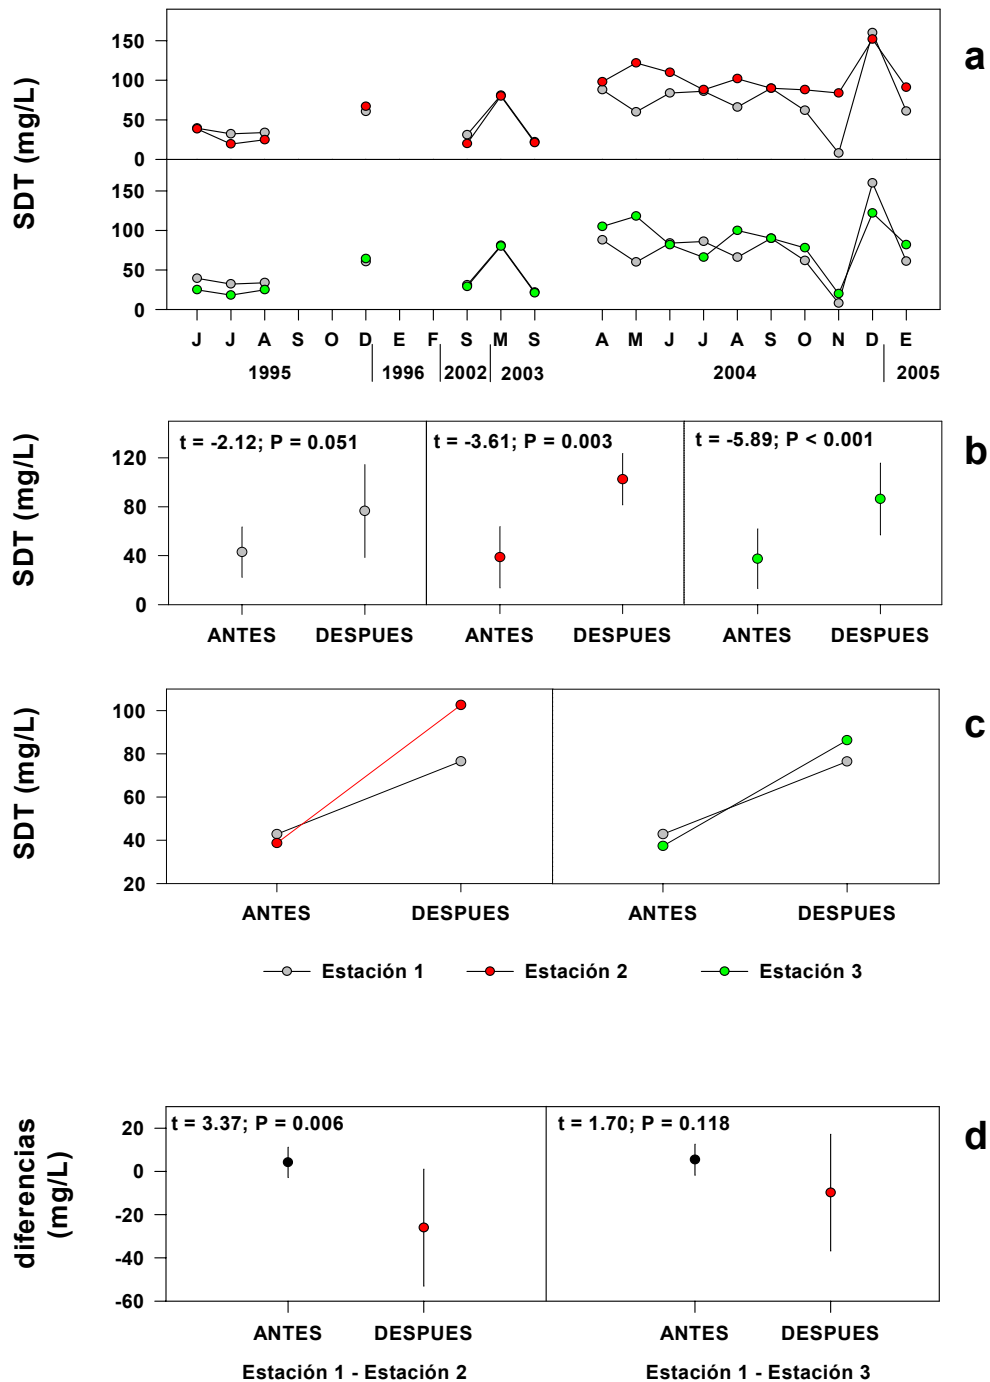 a
SDT (mg/L)
150
100
50
0
150
100
50
0
J J A S O D E F S M S A M J J A S O N D E
1995 1996 2002 2003 2004 2005
b
SDT (mg/L)
120
80
40
0
t = -2.12; P = 0.051
t = -3.61; P = 0.003
t = -5.89; P < 0.001
ANTES DESPUES ANTES DESPUES ANTES DESPUES
c
SDT (mg/L)
100
80
60
40
20
ANTES DESPUES ANTES DESPUES
Estación 1 Estación 2 Estación 3
d
diferencias
(mg/L)
20
0
-20
-40
-60
t = 3.37; P = 0.006
t = 1.70; P = 0.118
ANTES DESPUES ANTES DESPUES
Estación 1 - Estación 2 Estación 1 - Estación 3